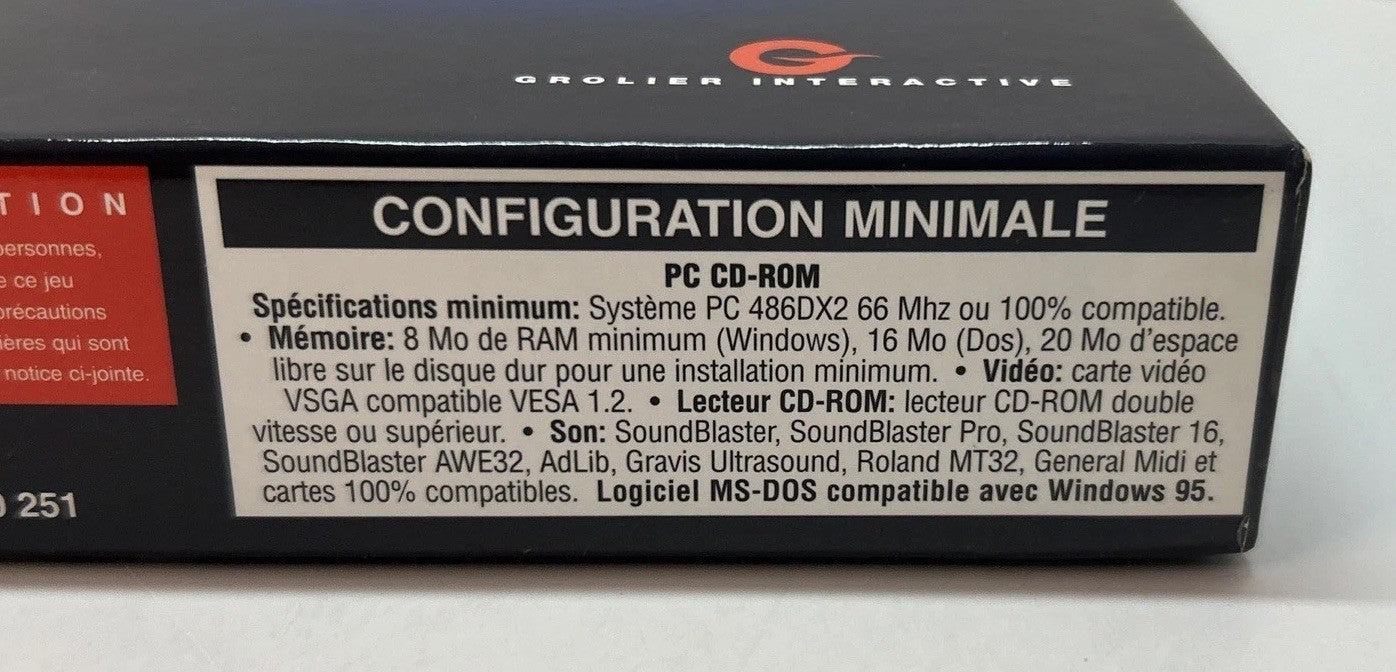 GROLIER INTERACTIVE
TION
personnes,
ce jeu
précautions
qui sont
notice ci-jointe.
251
CONFIGURATION MINIMALE
PC CD-ROM
Spécifications minimum: Système PC 486DX2 66 Mhz ou 100% compatible.
• Mémoire: 8 Mo de RAM minimum (Windows), 16 Mo (Dos), 20 Mo d'espace
libre sur le disque dur pour une installation minimum. • Vidéo: carte vidéo
VSGA compatible VESA 1.2. • Lecteur CD-ROM: lecteur CD-ROM double
vitesse ou supérieur. • Son: SoundBlaster, SoundBlaster Pro, SoundBlaster 16,
SoundBlaster AWE32, AdLib, Gravis Ultrasound, Roland MT32, General Midi et
cartes 100% compatibles. Logiciel MS-DOS compatible avec Windows 95.